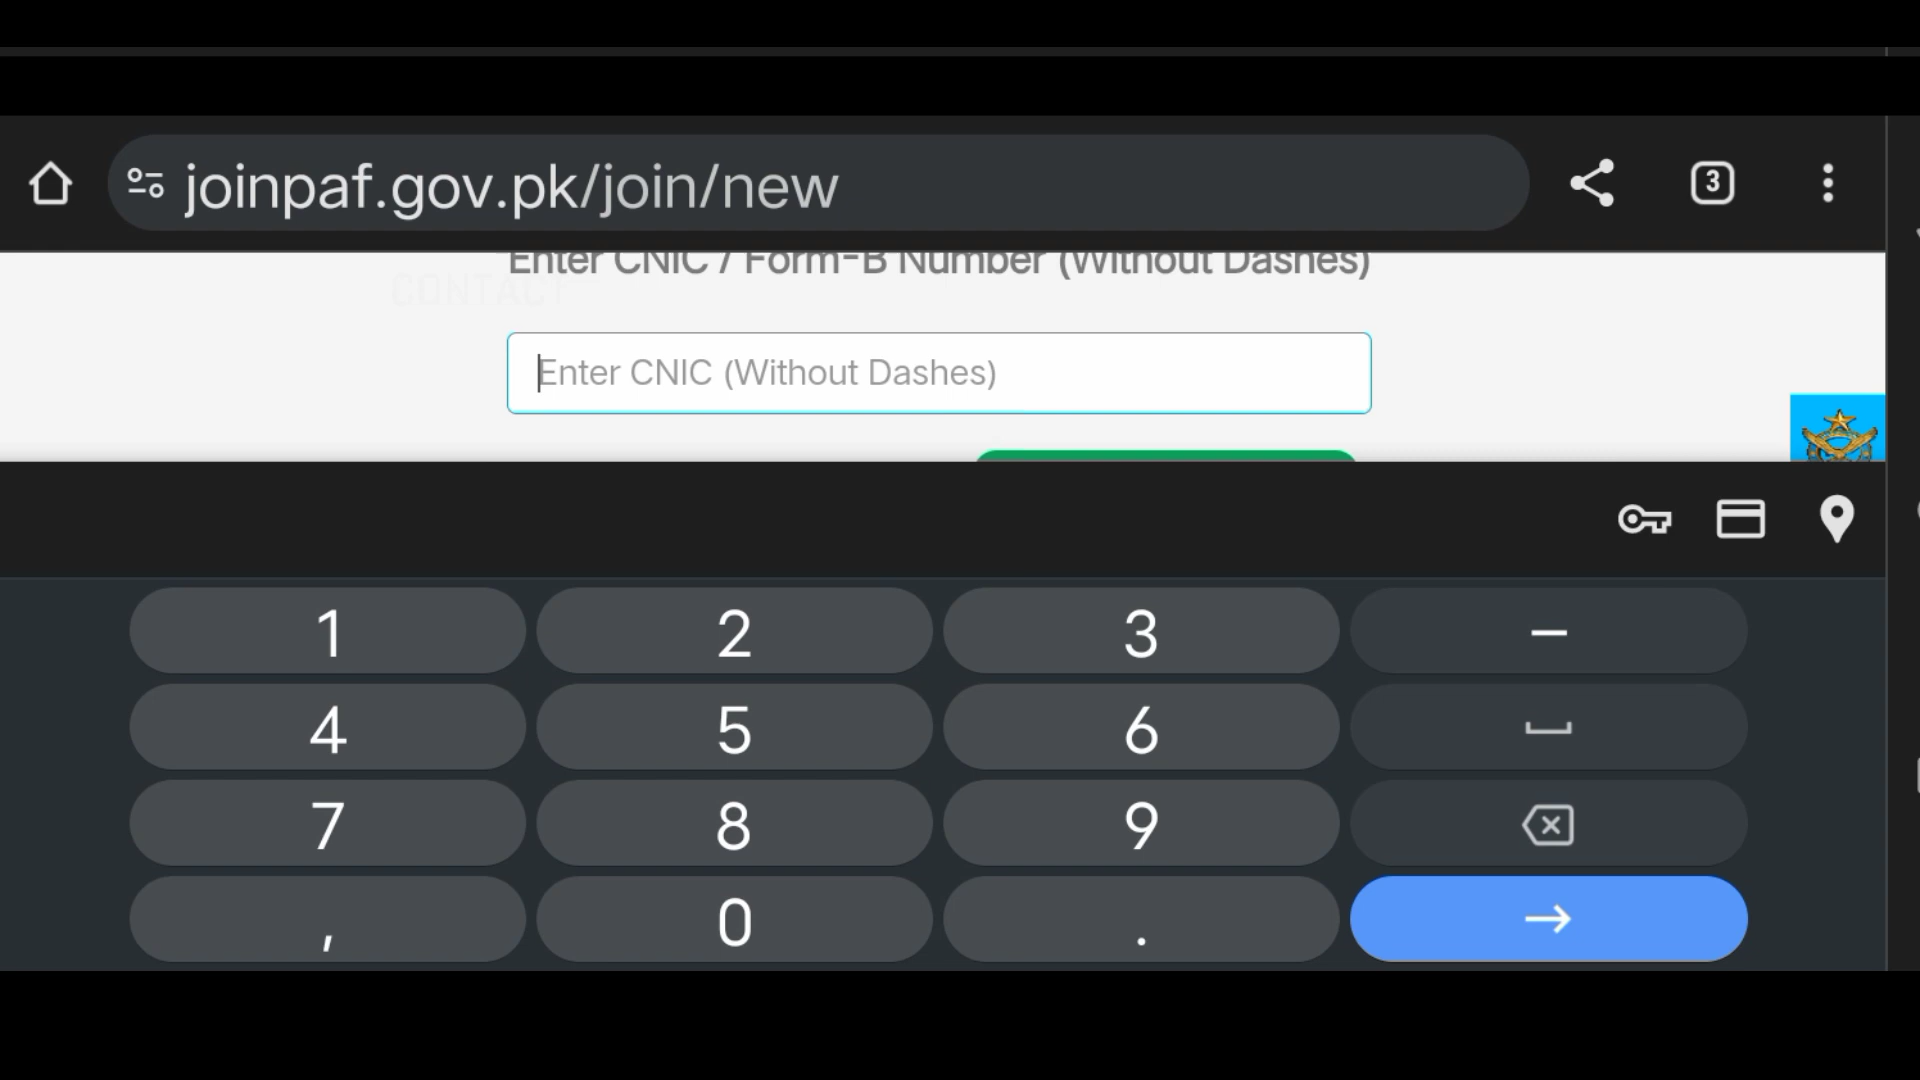 joinpaf.gov.pk/join/new
3
Enter CNIC / Form-B Number (Without Dashes)
CONTACT
Enter CNIC (Without Dashes)
1 2 3 –
4 5 6
7 8 9
, 0 .